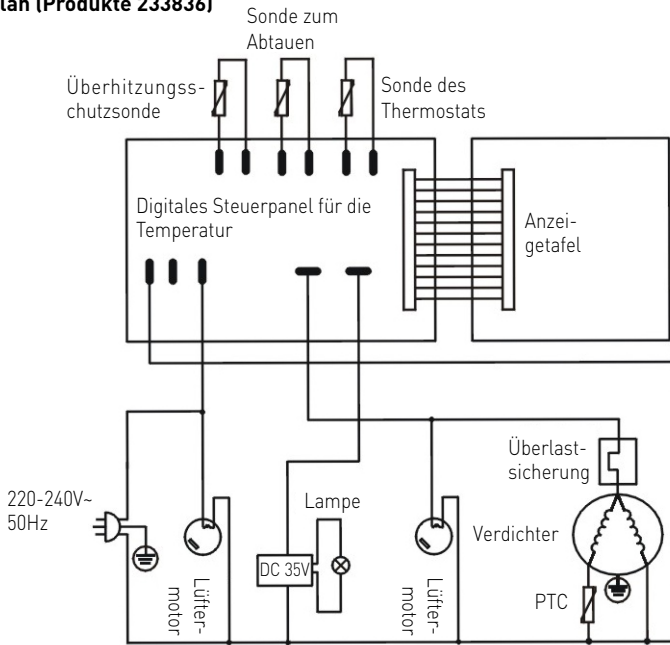 lan (Produkte 233836)
Sonde zum
Abtauen
Überhitzungss-
chutzsonde
Sonde des
Thermostats
Digitales Steuerpanel für die
Temperatur
Anzei-
getafel
220-240V~
50Hz
Lüfter-
motor
Lampe
DC 35V
Lüfter-
motor
Überlast-
sicherung
Verdichter
PTC